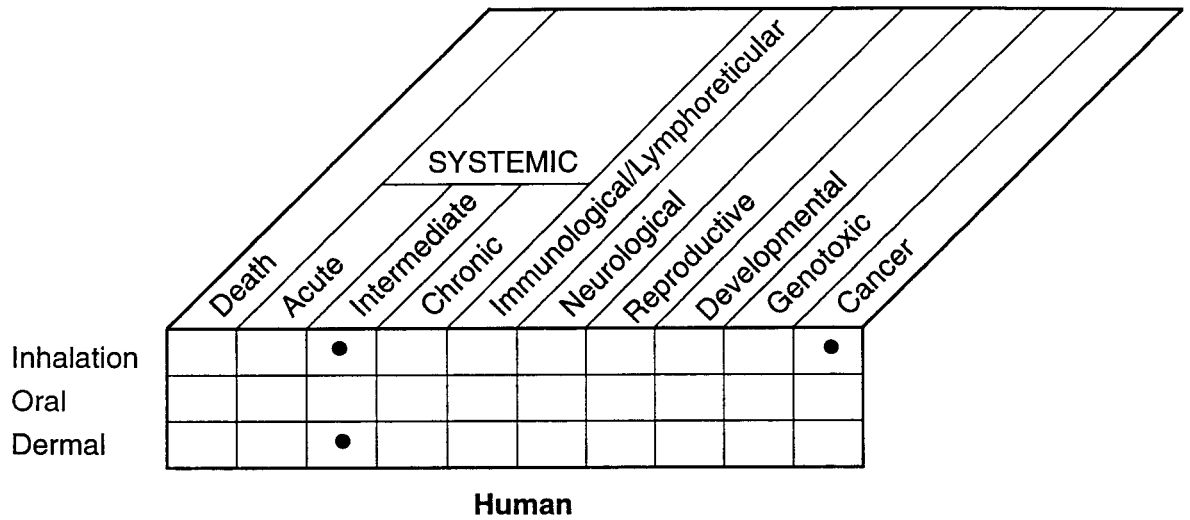 SYSTEMIC
Death
Acute
Intermediate
Chronic
Immunological/Lymphoreticular
Neurological
Reproductive
Developmental
Genotoxic
Cancer
Inhalation
Oral
Dermal
Human